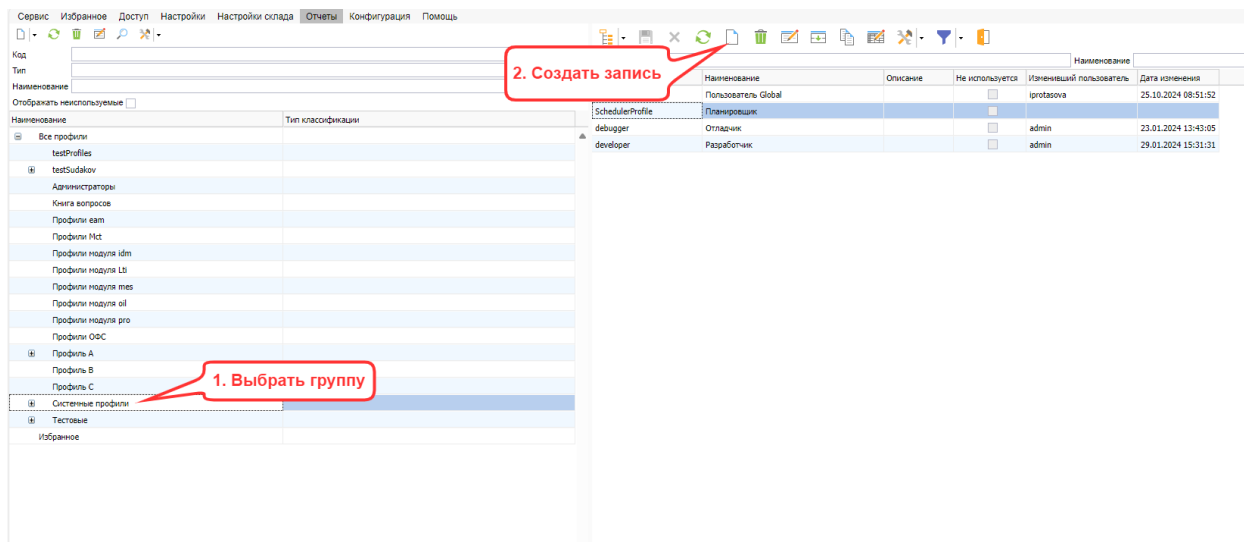 Сервис Избранное Доступ Настройки Настройки склада Отчеты Конфигурация Помощь
Код
Тип
Наименование
Отображать неиспользуемые
Наименование Тип классификации
Все профили
testProfiles
testSudakov
Администраторы
Книга вопросов
Профили eam
Профили Mct
Профили модуля idm
Профили модуля Lti
Профили модуля mes
Профили модуля oil
Профили модуля pro
Профили ОФС
Профиль A
Профиль B
Профиль C
Системные профили
Тестовые
Избранное
1. Выбрать группу
2. Создать запись
Наименование
Наименование Описание Не используется Изменивший пользователь Дата изменения
Пользователь Global iprotasova 25.10.2024 08:51:52
SchedulerProfile Планировщик
debugger Отладчик admin 23.01.2024 13:43:05
developer Разработчик admin 29.01.2024 15:31:31